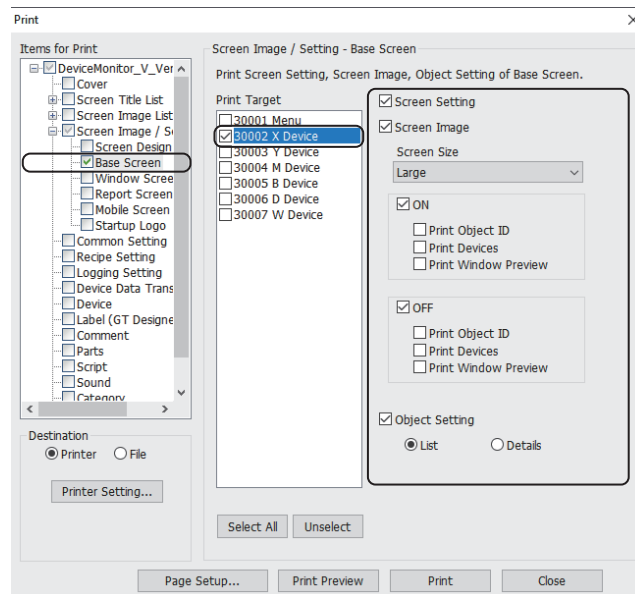 Print
Items for Print
DeviceMonitor_V_Ver
Cover
Screen Title List
Screen Image List
Screen Image / S
Screen Design
Base Screen
Window Scree
Report Screen
Mobile Screen
Startup Logo
Common Setting
Recipe Setting
Logging Setting
Device Data Trans
Device
Label (GT Designe
Comment
Parts
Script
Sound
Category
Destination
Printer File
Printer Setting...
Screen Image / Setting - Base Screen
Print Screen Setting, Screen Image, Object Setting of Base Screen.
Print Target
30001 Menu
30002 X Device
30003 Y Device
30004 M Device
30005 B Device
30006 D Device
30007 W Device
Select All Unselect
Screen Setting
Screen Image
Screen Size
Large
ON
Print Object ID
Print Devices
Print Window Preview
OFF
Print Object ID
Print Devices
Print Window Preview
Object Setting
List Details
Page Setup... Print Preview Print Close